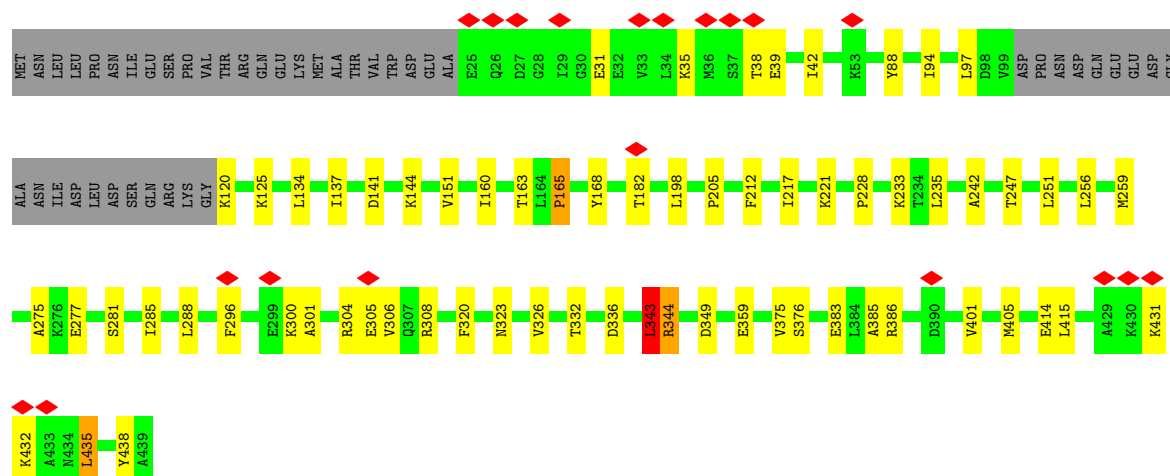 MET ASN LEU LEU PRO ASN ILE GLU SER PRO VAL THR ARG GLN GLU LYS MET ALA THR VAL TRP ASP GLU ALA E25 Q26 D27 G28 I29 G30 E31 E32 V33 L34 K35 M36 S37 T38 E39 I42 K53 Y88 I94 L97 D98 V99 ASP PRO ASN ASP GLN GLU GLU ASP GLY
ALA ASN ILE ASP LEU ASP SER GLN ARG LYS GLY K120 K125 L134 I137 D141 K144 V151 I160 T163 L164 P165 Y168 T182 L198 P205 F212 I217 K221 P228 K233 T234 L235 A242 T247 L251 L256 M259
A275 K276 E277 S281 I285 L288 F296 E299 K300 A301 R304 E305 V306 Q307 R308 F320 N323 V326 T332 D336 L343 R344 D349 E359 V375 S376 E383 L384 A385 R386 D390 V401 M405 E414 L415 A429 K430 K431
K432 A433 N434 L435 Y438 A439